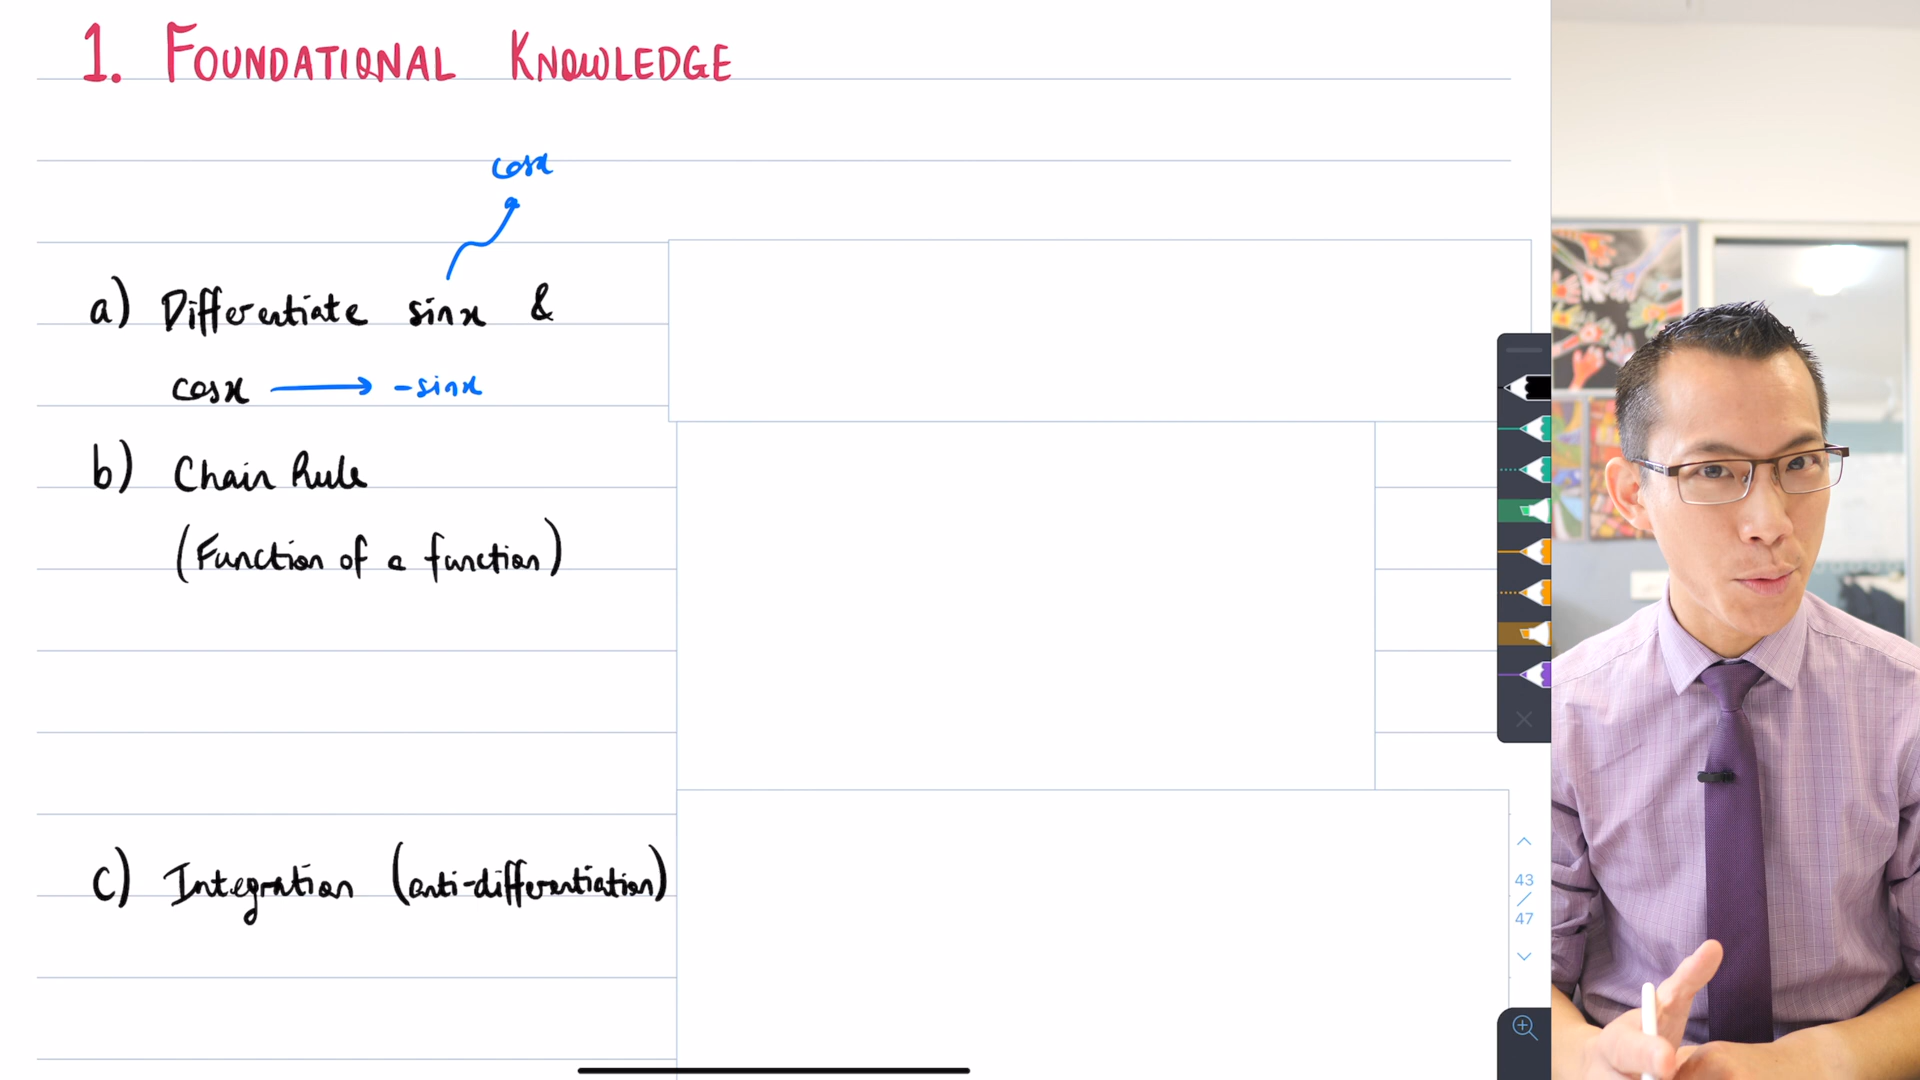 1. FOUNDATIONAL KNOWLEDGE
cosx
a) Differentiate sinx &
cosx → -sinx
b) Chain Rule
(Function of a function)
c) Integration (anti-differentiation)
43
/
47